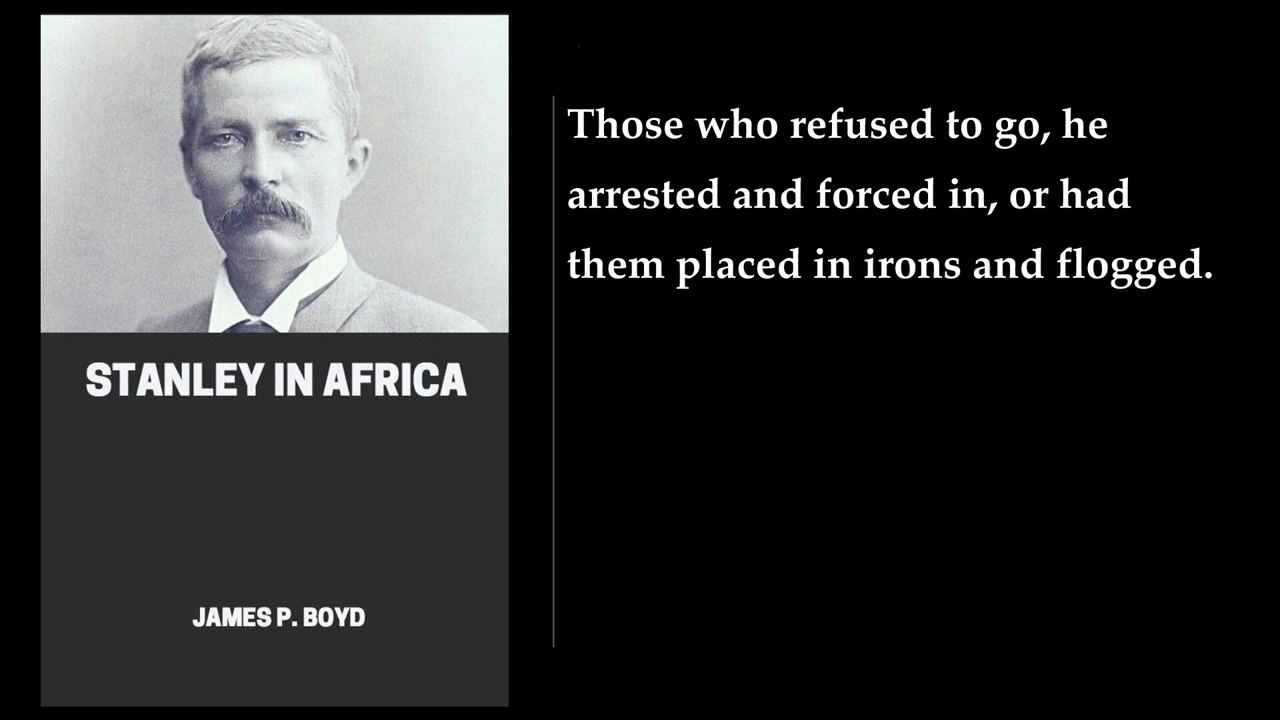 STANLEY IN AFRICA
JAMES P. BOYD
Those who refused to go, he
arrested and forced in, or had
them placed in irons and flogged.